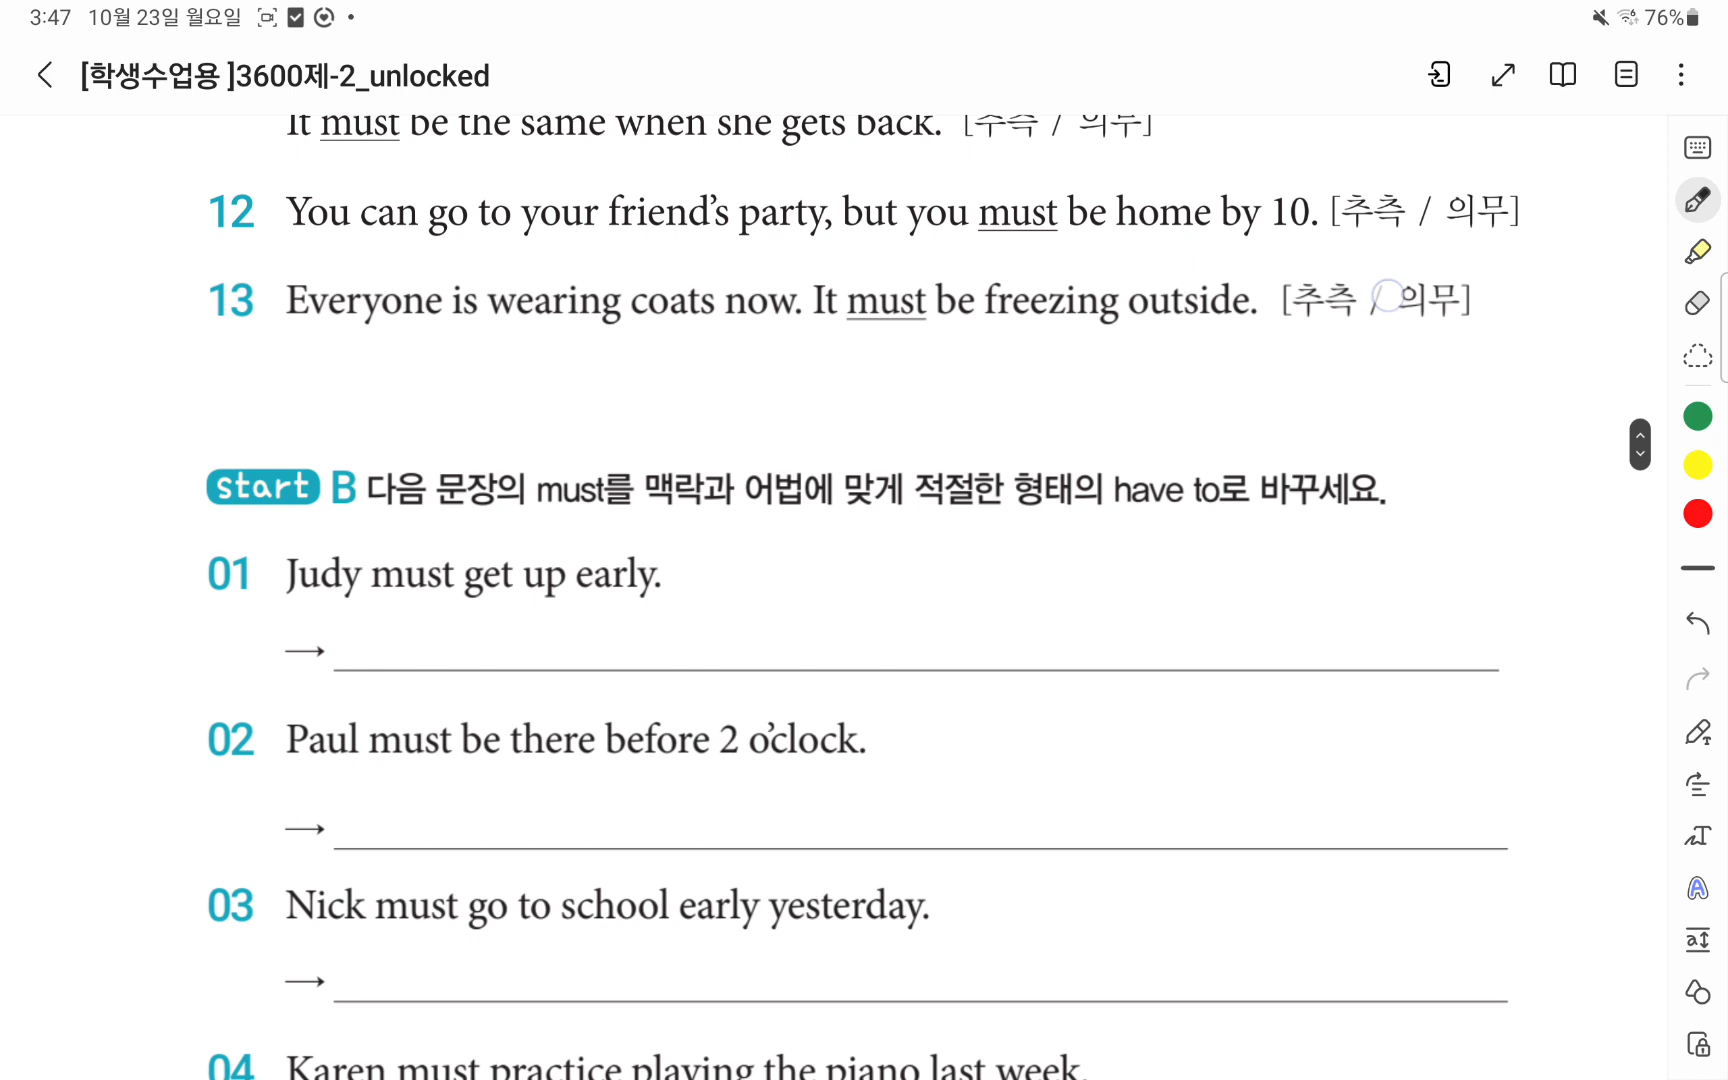 3:47 10월 23일 월요일 • 76%
[학생수업용 ]3600제-2_unlocked
It must be the same when she gets back. [추측 / 의무]
12 You can go to your friend's party, but you must be home by 10. [추측 / 의무]
13 Everyone is wearing coats now. It must be freezing outside. [추측 / 의무]
start B 다음 문장의 must를 맥락과 어법에 맞게 적절한 형태의 have to로 바꾸세요.
01 Judy must get up early.
→
02 Paul must be there before 2 o'clock.
→
03 Nick must go to school early yesterday.
→
04 Karen must practice playing the piano last week.